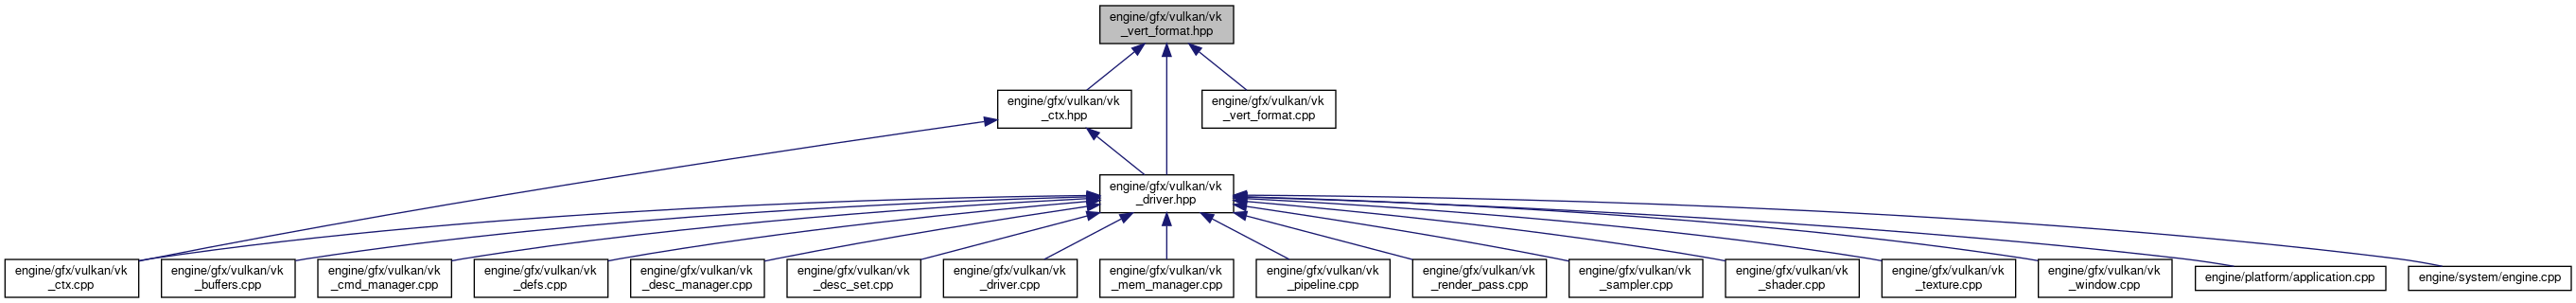 engine/gfx/vulkan/vk
_vert_format.hpp
engine/gfx/vulkan/vk
_ctx.hpp
engine/gfx/vulkan/vk
_vert_format.cpp
engine/gfx/vulkan/vk
_driver.hpp
engine/gfx/vulkan/vk
_ctx.cpp
engine/gfx/vulkan/vk
_buffers.cpp
engine/gfx/vulkan/vk
_cmd_manager.cpp
engine/gfx/vulkan/vk
_defs.cpp
engine/gfx/vulkan/vk
_desc_manager.cpp
engine/gfx/vulkan/vk
_desc_set.cpp
engine/gfx/vulkan/vk
_driver.cpp
engine/gfx/vulkan/vk
_mem_manager.cpp
engine/gfx/vulkan/vk
_pipeline.cpp
engine/gfx/vulkan/vk
_render_pass.cpp
engine/gfx/vulkan/vk
_sampler.cpp
engine/gfx/vulkan/vk
_shader.cpp
engine/gfx/vulkan/vk
_texture.cpp
engine/gfx/vulkan/vk
_window.cpp
engine/platform/application.cpp
engine/system/engine.cpp